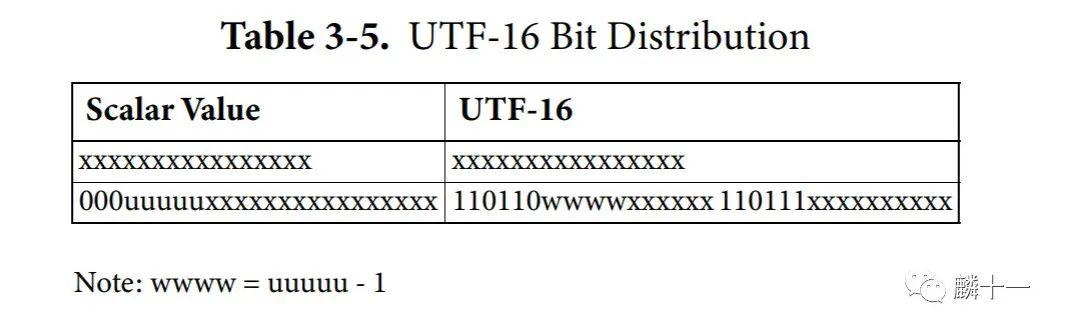 Table 3-5. UTF-16 Bit Distribution
Scalar Value UTF-16
xxxxxxxxxxxxxxxx xxxxxxxxxxxxxxxx
000uuuuuxxxxxxxxxxxxxxxx 110110wwwwxxxxxx 110111xxxxxxxxxx
Note: wwww = uuuuu - 1
麟十一